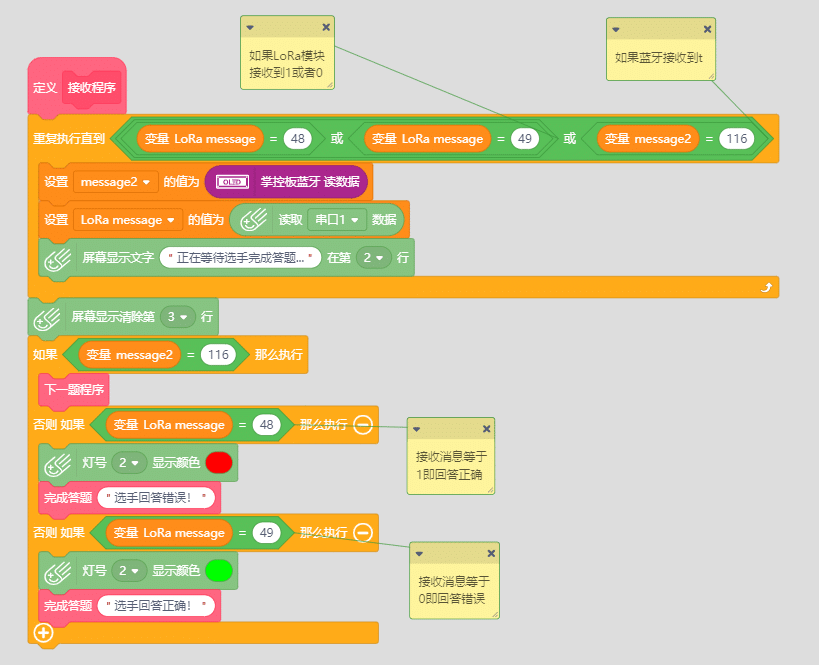 如果LoRa模块
接收到1或者0
如果蓝牙接收到t
定义 接收程序
重复执行直到 变量 LoRa message = 48 或 变量 LoRa message = 49 或 变量 message2 = 116
设置 message2 的值为 OLED 掌控板蓝牙 读数据
设置 LoRa message 的值为 读取 串口1 数据
屏幕显示文字 "正在等待选手完成答题..." 在第 2 行
屏幕显示清除第 3 行
如果 变量 message2 = 116 那么执行
下一题程序
否则 如果 变量 LoRa message = 48 那么执行
接收消息等于
1即回答正确
灯号 2 显示颜色
完成答题 "选手回答错误！"
否则 如果 变量 LoRa message = 49 那么执行
接收消息等于
0即回答错误
灯号 2 显示颜色
完成答题 "选手回答正确！"